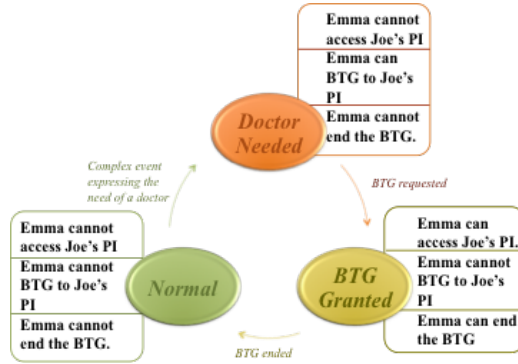 Emma cannot
access Joe's PI
Emma can
BTG to Joe's
PI
Emma cannot
end the BTG.
Doctor
Needed
Complex event
expressing the
need of a doctor
BTG requested
Emma cannot
access Joe's PI
Emma cannot
BTG to Joe's
PI
Emma cannot
end the BTG.
Normal
BTG
Granted
Emma can
access Joe's PI.
Emma cannot
BTG to Joe's
PI
Emma can end
the BTG
BTG ended